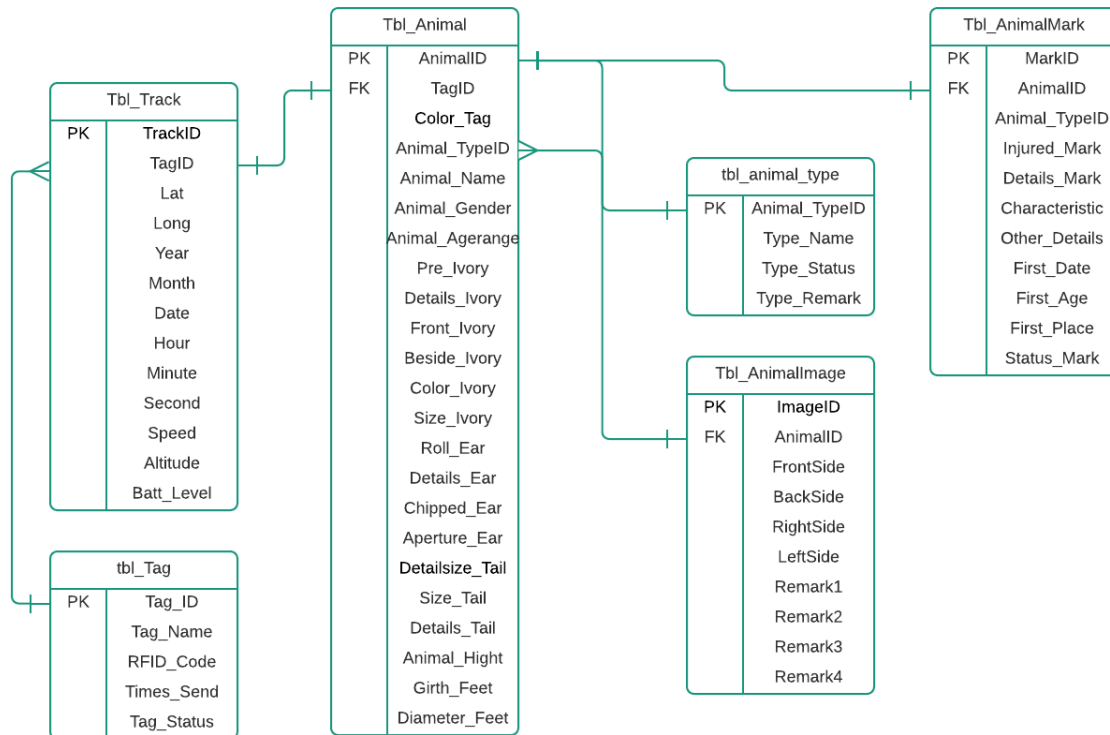 Tbl_Animal
PK AnimalID
FK TagID
Color_Tag
Animal_TypeID
Animal_Name
Animal_Gender
Animal_Agerange
Pre_Ivory
Details_Ivory
Front_Ivory
Beside_Ivory
Color_Ivory
Size_Ivory
Roll_Ear
Details_Ear
Chipped_Ear
Aperture_Ear
Detailsize_Tail
Size_Tail
Details_Tail
Animal_Hight
Girth_Feet
Diameter_Feet
Tbl_AnimalMark
PK MarkID
FK AnimalID
Animal_TypeID
Injured_Mark
Details_Mark
Characteristic
Other_Details
First_Date
First_Age
First_Place
Status_Mark
Tbl_Track
PK TrackID
TagID
Lat
Long
Year
Month
Date
Hour
Minute
Second
Speed
Altitude
Batt_Level
tbl_animal_type
PK Animal_TypeID
Type_Name
Type_Status
Type_Remark
Tbl_AnimalImage
PK ImageID
FK AnimalID
FrontSide
BackSide
RightSide
LeftSide
Remark1
Remark2
Remark3
Remark4
tbl_Tag
PK Tag_ID
Tag_Name
RFID_Code
Times_Send
Tag_Status